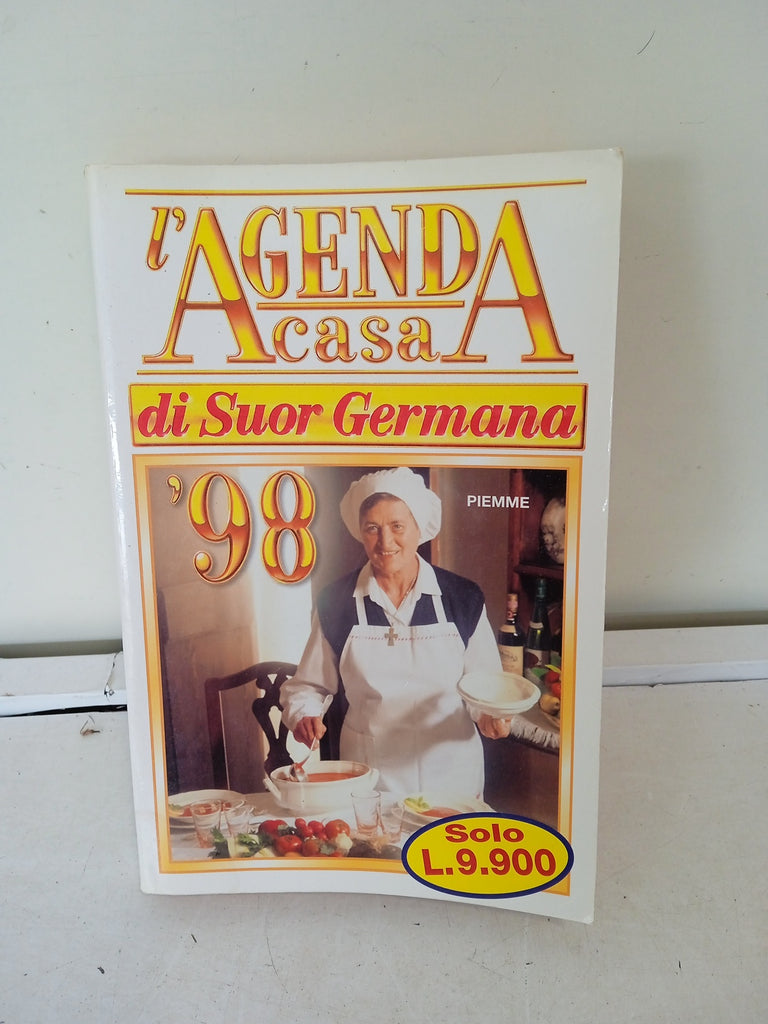 l'AGENDA
casa
di Suor Germana
'98
PIEMME
Solo
L.9.900